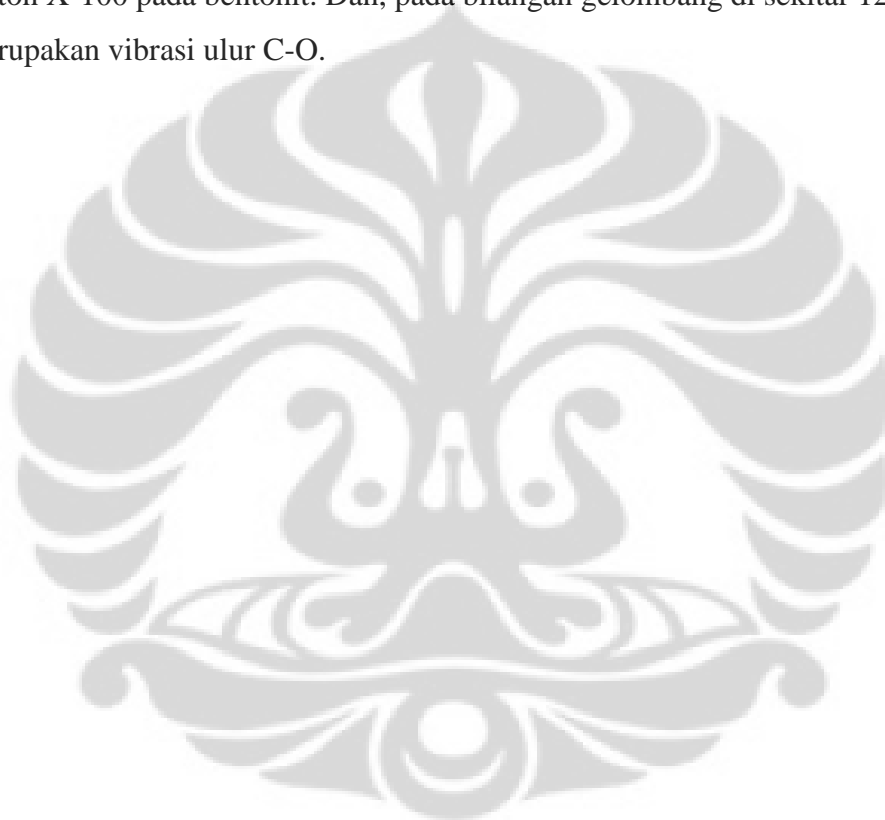 ton X-100 pada bentonit. Dan, pada bilangan gelombang di sekitar 12
rupakan vibrasi ulur C-O.